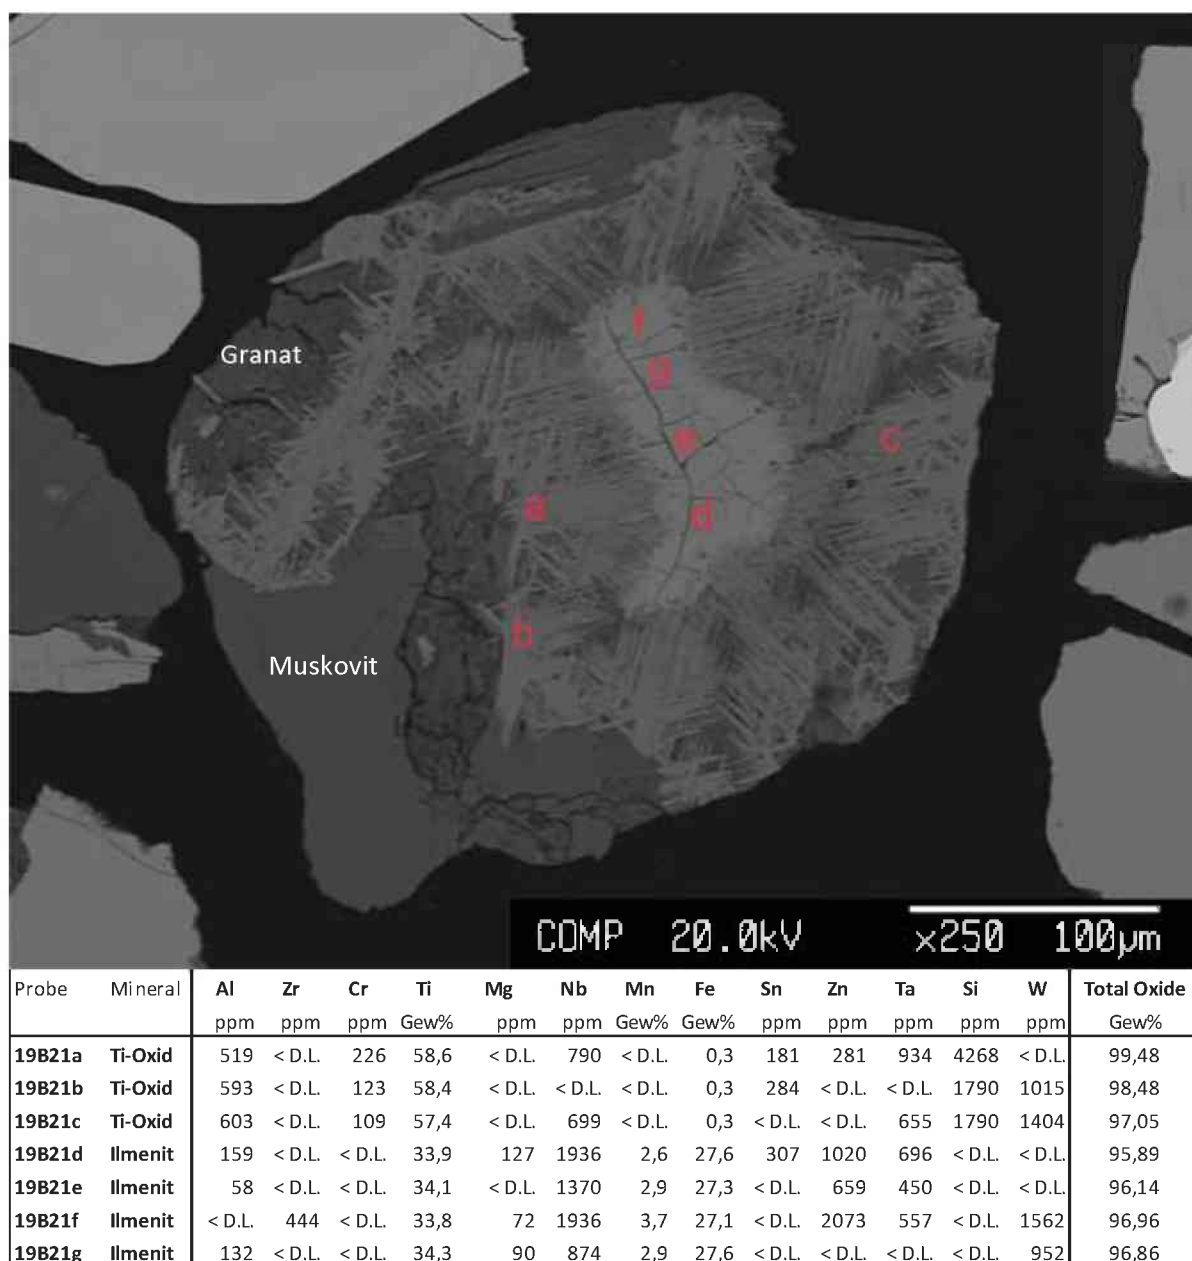 Granat
f
g
e
c
a
d
b
Muskovit
COMP 20.0kV x250 100µm
Probe Mineral Al Zr Cr Ti Mg Nb Mn Fe Sn Zn Ta Si W Total Oxide
ppm ppm ppm Gew% ppm ppm Gew% Gew% ppm ppm ppm ppm ppm Gew%
19B21a Ti-Oxid 519 < D.L. 226 58,6 < D.L. 790 < D.L. 0,3 181 281 934 4268 < D.L. 99,48
19B21b Ti-Oxid 593 < D.L. 123 58,4 < D.L. < D.L. < D.L. 0,3 284 < D.L. < D.L. 1790 1015 98,48
19B21c Ti-Oxid 603 < D.L. 109 57,4 < D.L. 699 < D.L. 0,3 < D.L. < D.L. 655 1790 1404 97,05
19B21d Ilmenit 159 < D.L. < D.L. 33,9 127 1936 2,6 27,6 307 1020 696 < D.L. < D.L. 95,89
19B21e Ilmenit 58 < D.L. < D.L. 34,1 < D.L. 1370 2,9 27,3 < D.L. 659 450 < D.L. < D.L. 96,14
19B21f Ilmenit < D.L. 444 < D.L. 33,8 72 1936 3,7 27,1 < D.L. 2073 557 < D.L. 1562 96,96
19B21g Ilmenit 132 < D.L. < D.L. 34,3 90 874 2,9 27,6 < D.L. < D.L. < D.L. < D.L. 952 96,86